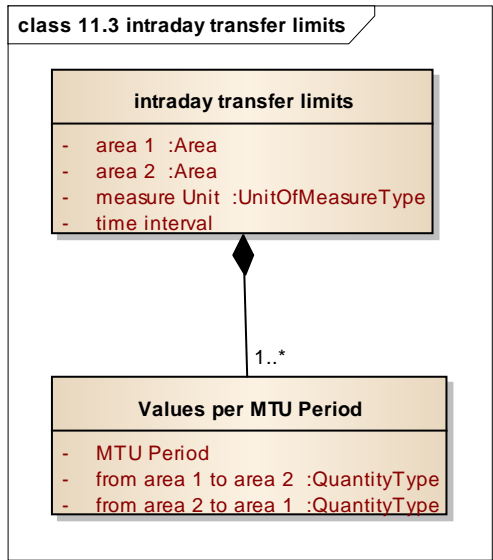 class 11.3 intraday transfer limits
intraday transfer limits
- area 1 :Area
- area 2 :Area
- measure Unit :UnitOfMeasureType
- time interval
1..*
Values per MTU Period
- MTU Period
- from area 1 to area 2 :QuantityType
- from area 2 to area 1 :QuantityType